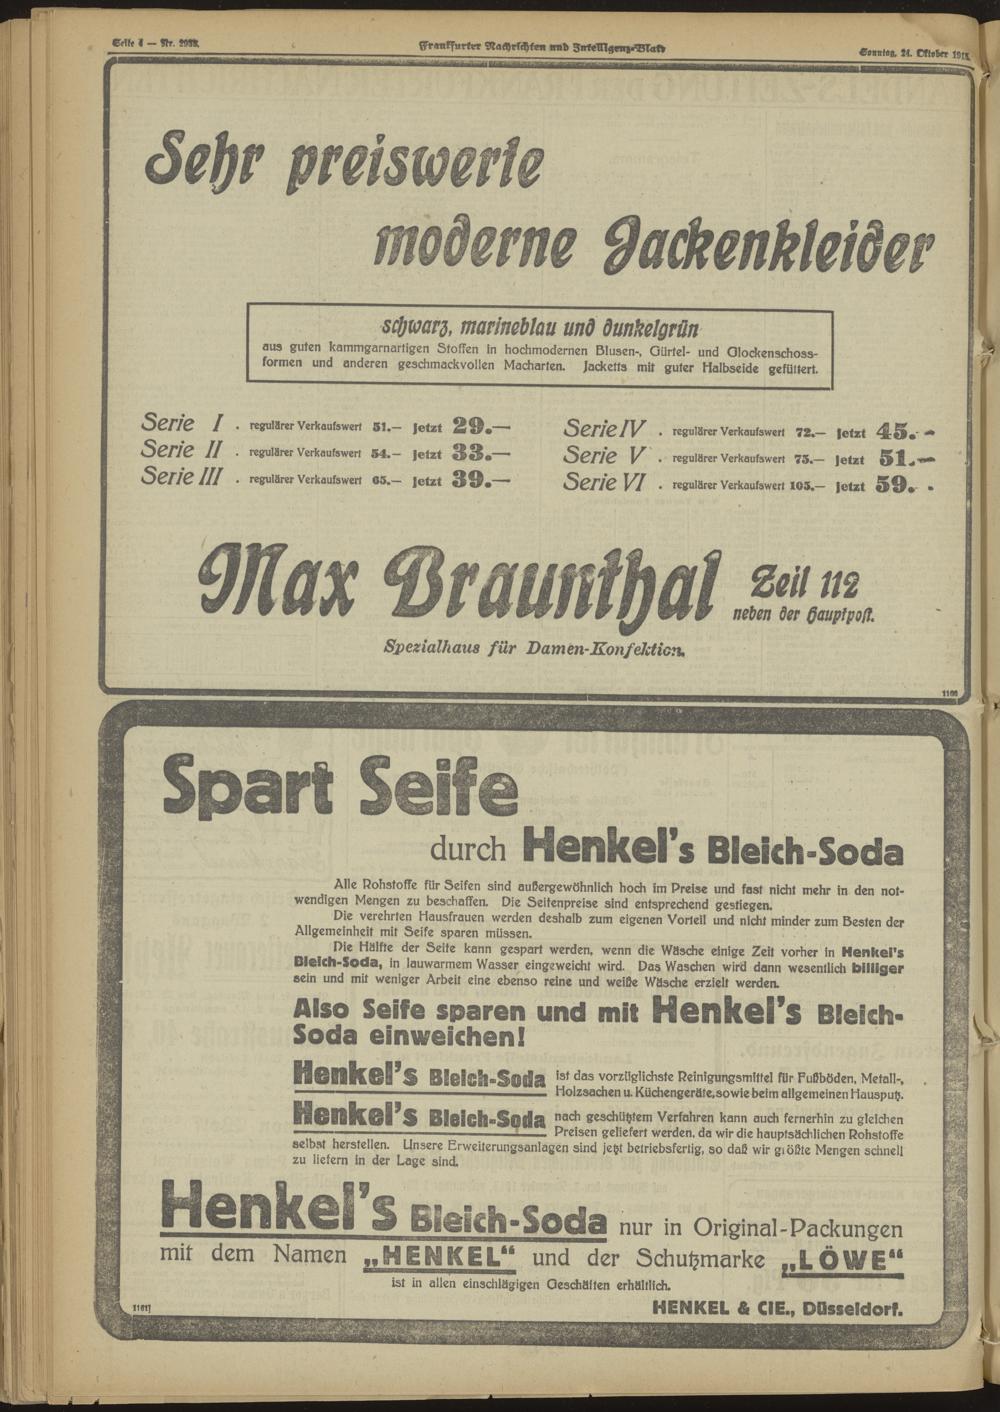 Seite 4 — Nr. 2938.
Frankfurter Nachrichten und Intelligenz-Blatt
Sonntag, 24. Oktober 1915.
Sehr preiswerte
moderne Jackenkleider
schwarz, marineblau und dunkelgrün
aus guten kammgarnartigen Stoffen in hochmodernen Blusen-, Gürtel- und Glockenschoss-
formen und anderen geschmackvollen Macharten. Jacketts mit guter Halbseide gefüttert.
Serie I . regulärer Verkaufswert 51.— jetzt 29.—
Serie II . regulärer Verkaufswert 54.— jetzt 33.—
Serie III . regulärer Verkaufswert 65.— jetzt 39.—
Serie IV . regulärer Verkaufswert 72.— jetzt 45.—
Serie V . regulärer Verkaufswert 75.— jetzt 51.—
Serie VI . regulärer Verkaufswert 105.— jetzt 59.—
Max Braunthal Zeil 112
neben der Hauptpost.
Spezialhaus für Damen-Konfektion.
1166
Spart Seife
durch Henkel's Bleich-Soda
Alle Rohstoffe für Seifen sind außergewöhnlich hoch im Preise und fast nicht mehr in den not-
wendigen Mengen zu beschaffen. Die Seifenpreise sind entsprechend gestiegen.
Die verehrten Hausfrauen werden deshalb zum eigenen Vorteil und nicht minder zum Besten der
Allgemeinheit mit Seife sparen müssen.
Die Hälfte der Seife kann gespart werden, wenn die Wäsche einige Zeit vorher in Henkel's
Bleich-Soda, in lauwarmem Wasser eingeweicht wird. Das Waschen wird dann wesentlich billiger
sein und mit weniger Arbeit eine ebenso reine und weiße Wäsche erzielt werden.
Also Seife sparen und mit Henkel's Bleich-
Soda einweichen!
Henkel's Bleich-Soda ist das vorzüglichste Reinigungsmittel für Fußböden, Metall-,
Holzsachen u. Küchengeräte, sowie beim allgemeinen Hausputz.
Henkel's Bleich-Soda nach geschütztem Verfahren kann auch fernerhin zu gleichen
Preisen geliefert werden, da wir die hauptsächlichen Rohstoffe
selbst herstellen. Unsere Erweiterungsanlagen sind jetzt betriebsfertig, so daß wir größte Mengen schnell
zu liefern in der Lage sind.
Henkel's Bleich-Soda nur in Original-Packungen
mit dem Namen „HENKEL“ und der Schutzmarke „LÖWE“
ist in allen einschlägigen Geschäften erhältlich.
1161]
HENKEL & CIE., Düsseldorf.